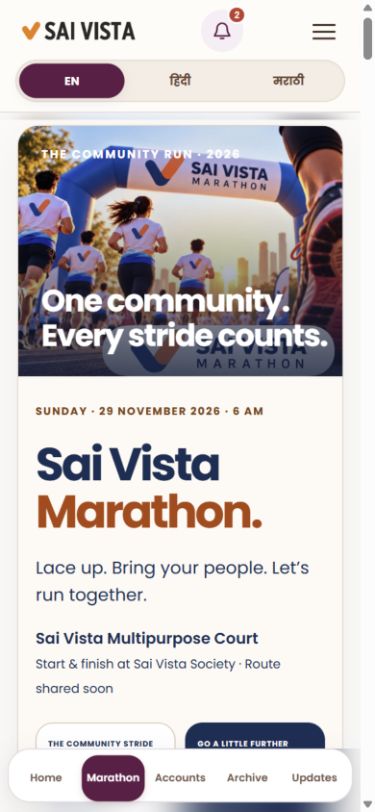 SAI VISTA
2
EN
हिंदी
मराठी
THE COMMUNITY RUN · 2026
SAI VISTA
MARATHON
One community.
Every stride counts.
SAI VISTA
MARATHON
SUNDAY · 29 NOVEMBER 2026 · 6 AM
Sai Vista
Marathon.
Lace up. Bring your people. Let’s
run together.
Sai Vista Multipurpose Court
Start & finish at Sai Vista Society · Route
shared soon
THE COMMUNITY STRIDE
GO A LITTLE FURTHER
Home
Marathon
Accounts
Archive
Updates